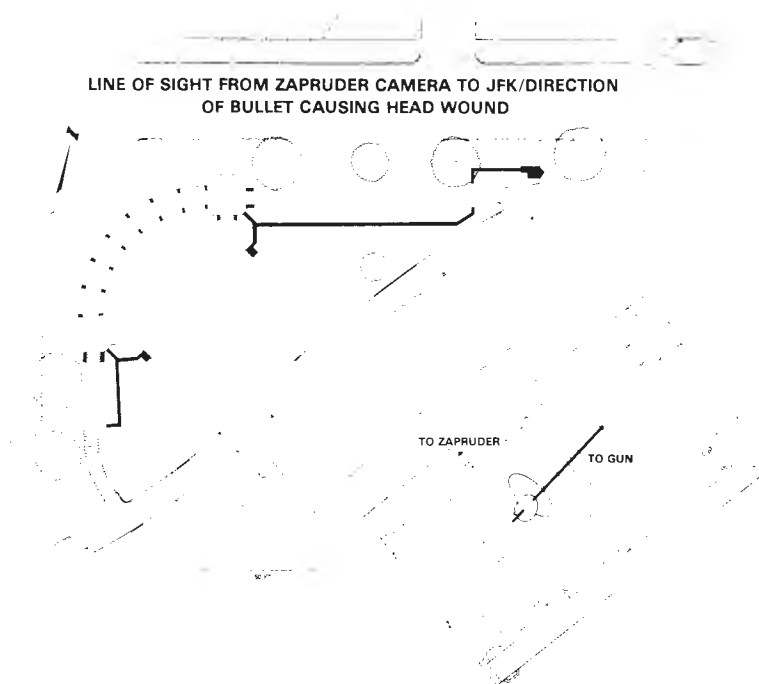 LINE OF SIGHT FROM ZAPRUDER CAMERA TO JFK/DIRECTION
OF BULLET CAUSING HEAD WOUND
TO ZAPRUDER
TO GUN